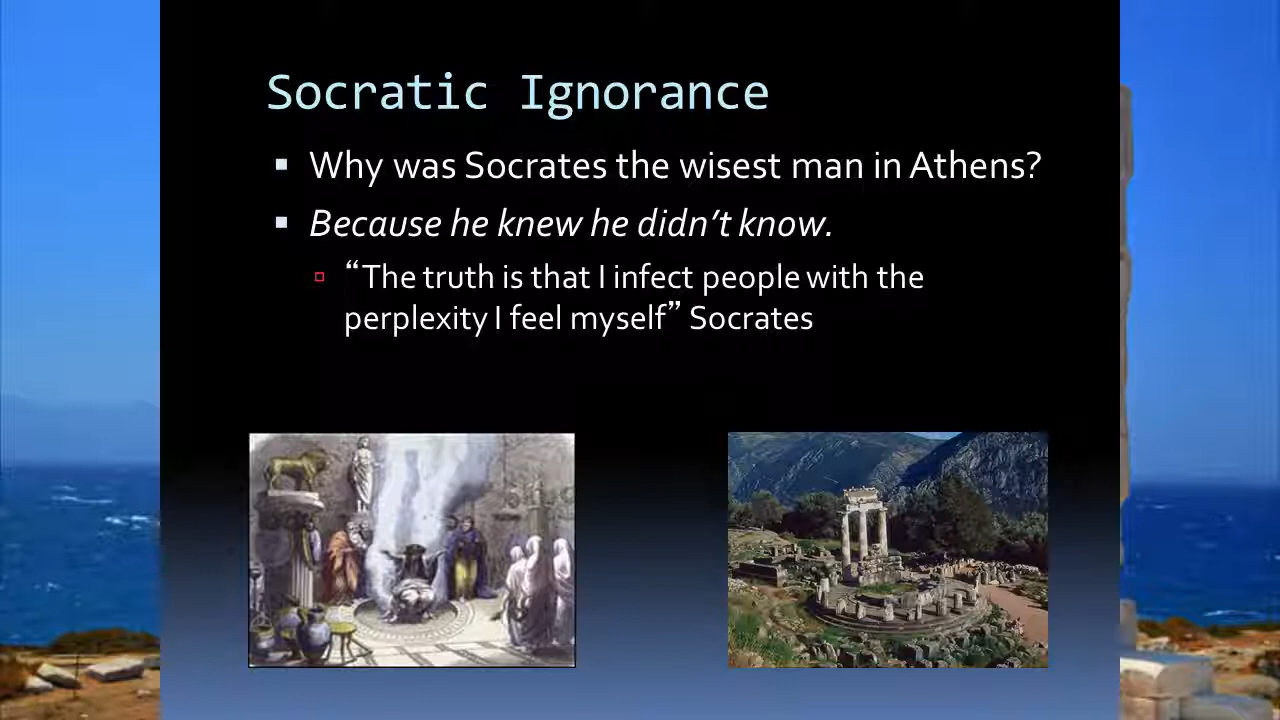 Socratic Ignorance
Why was Socrates the wisest man in Athens?
Because he knew he didn’t know.
“The truth is that I infect people with the
perplexity I feel myself” Socrates